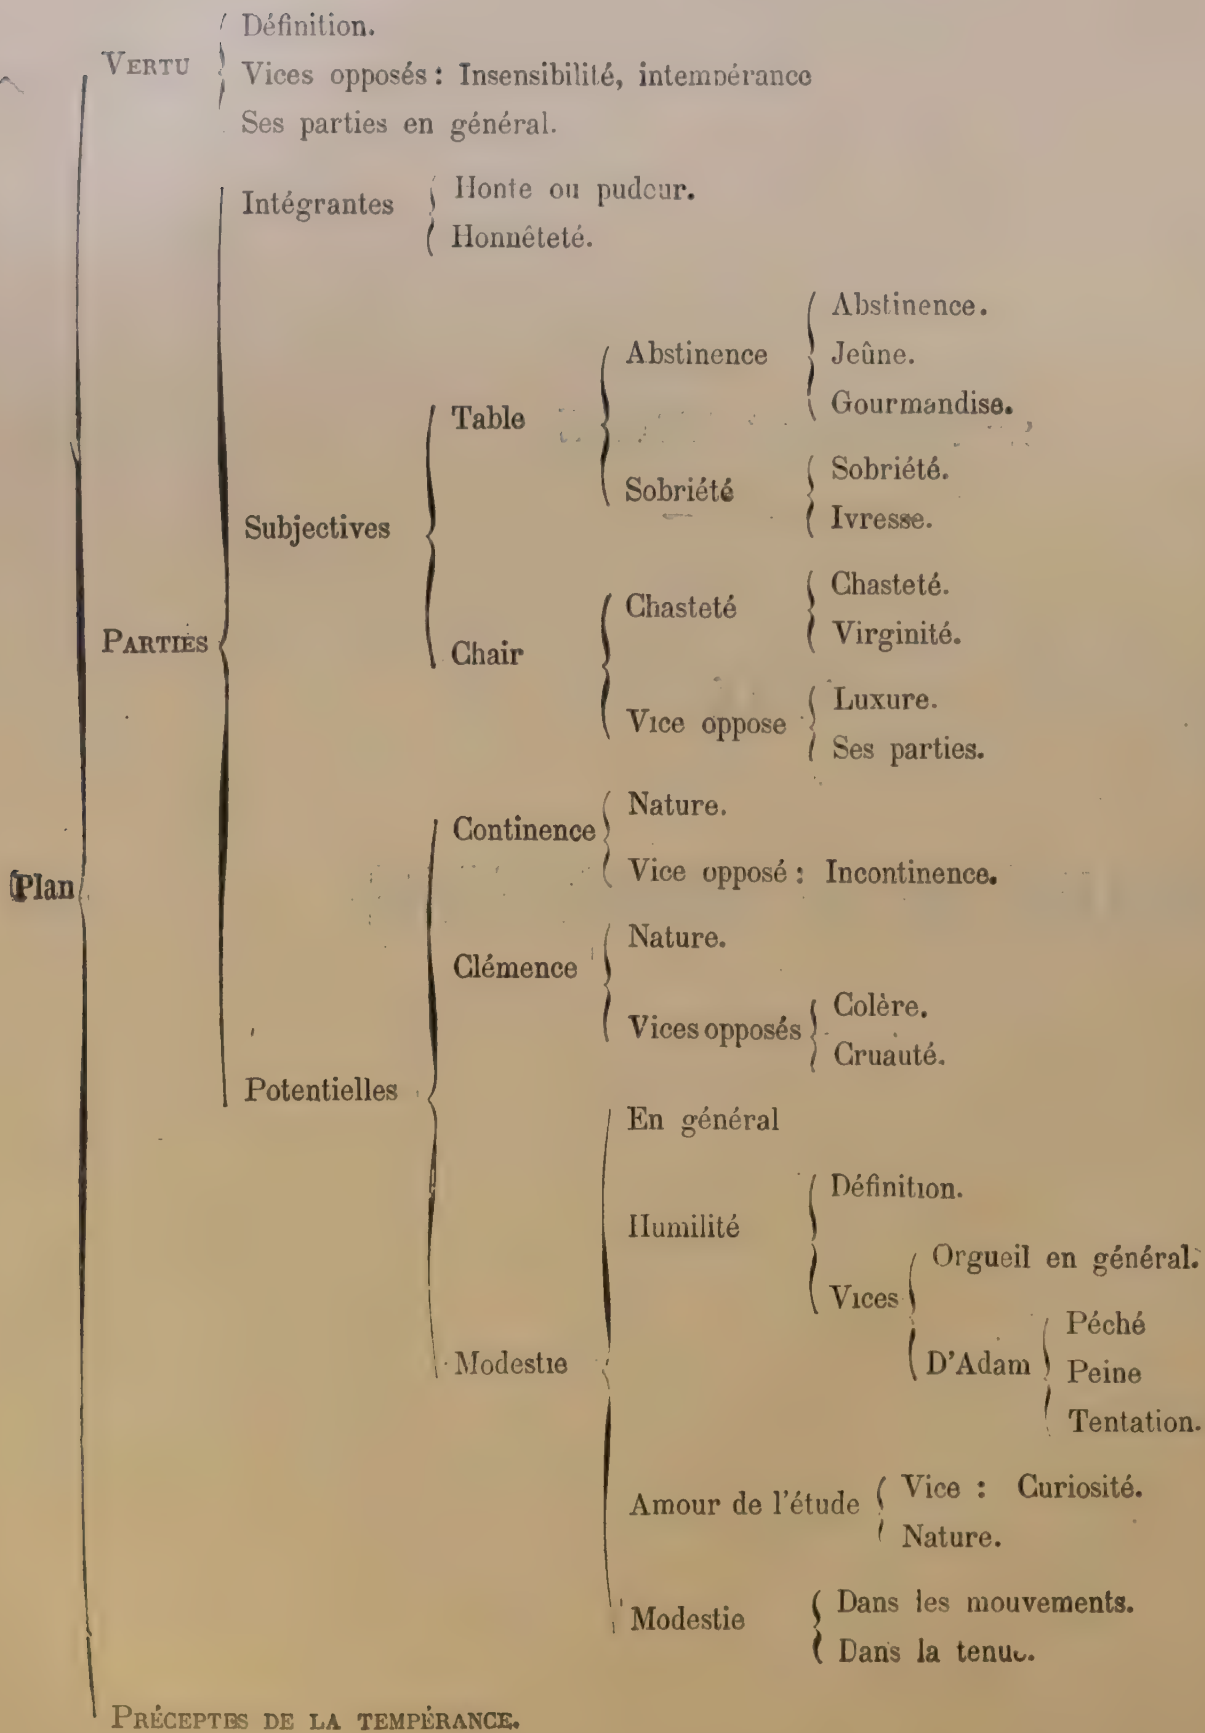 Définition.
VERTU
Vices opposés : Insensibilité, intempérance
Ses parties en général.
Intégrantes
Honte ou pudeur.
Honnêteté.
Abstinence.
Abstinence
Jeûne.
Gourmandise.
Table
Sobriété.
Sobriété
Ivresse.
Subjectives
Chasteté.
Chasteté
Virginité.
PARTIES
Chair
Luxure.
Vice oppose
Ses parties.
Nature.
Continence
Vice opposé : Incontinence.
Plan
Nature.
Clémence
Colère.
Vices opposés
Cruauté.
Potentielles
En général
Définition.
Humilité
Orgueil en général.
Vices
Péché
D'Adam
Peine
Tentation.
Modestie
Vice : Curiosité.
Amour de l'étude
Nature.
Dans les mouvements.
Modestie
Dans la tenue.
PRÉCEPTES DE LA TEMPÉRANCE.